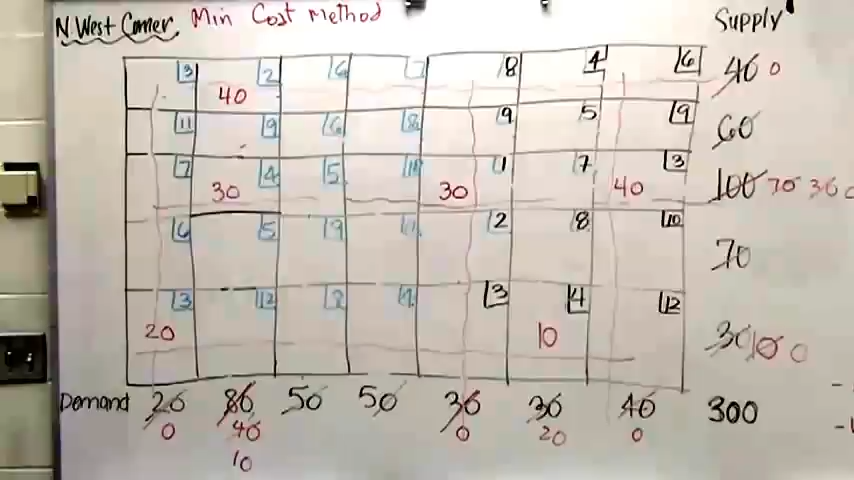 N. West Corner, Min Cost Method
Supply
3 2 6 8 4 6 40 0
40
11 9 6 8 9 5 9 60
7 4 5 10 1 7 3
30 30 40 100 70 30 0
6 5 9 11 2 8 10
70
3 12 8 9 3 4 12
20 10 30 10 0
Demand 20 80 50 50 30 30 40 300
0 40 0 20 0
10